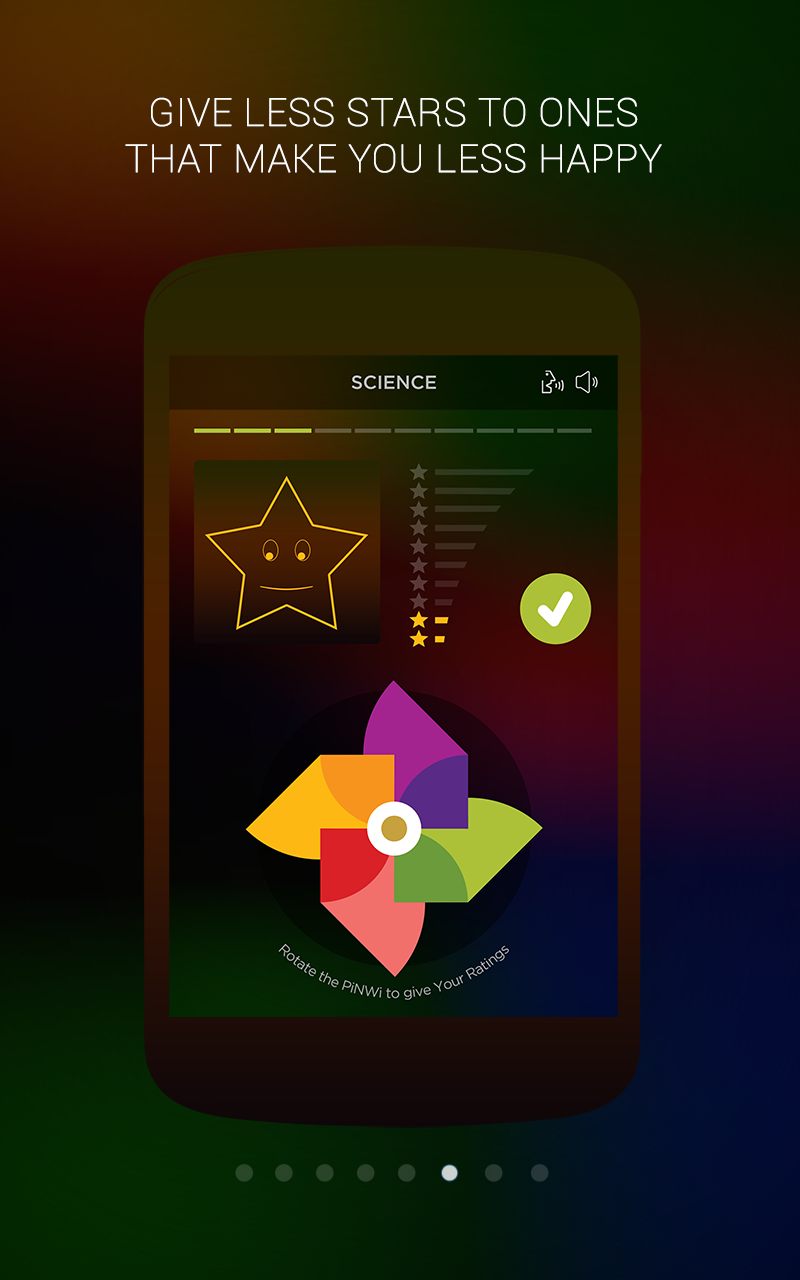 GIVE LESS STARS TO ONES
THAT MAKE YOU LESS HAPPY
SCIENCE
Rotate the PiNWi to give Your Ratings